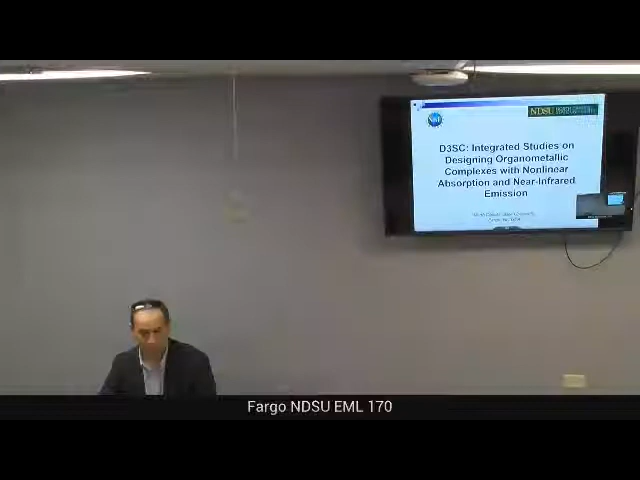 NSF
NDSU
D3SC: Integrated Studies on
Designing Organometallic
Complexes with Nonlinear
Absorption and Near-Infrared
Emission
Fargo NDSU EML 170